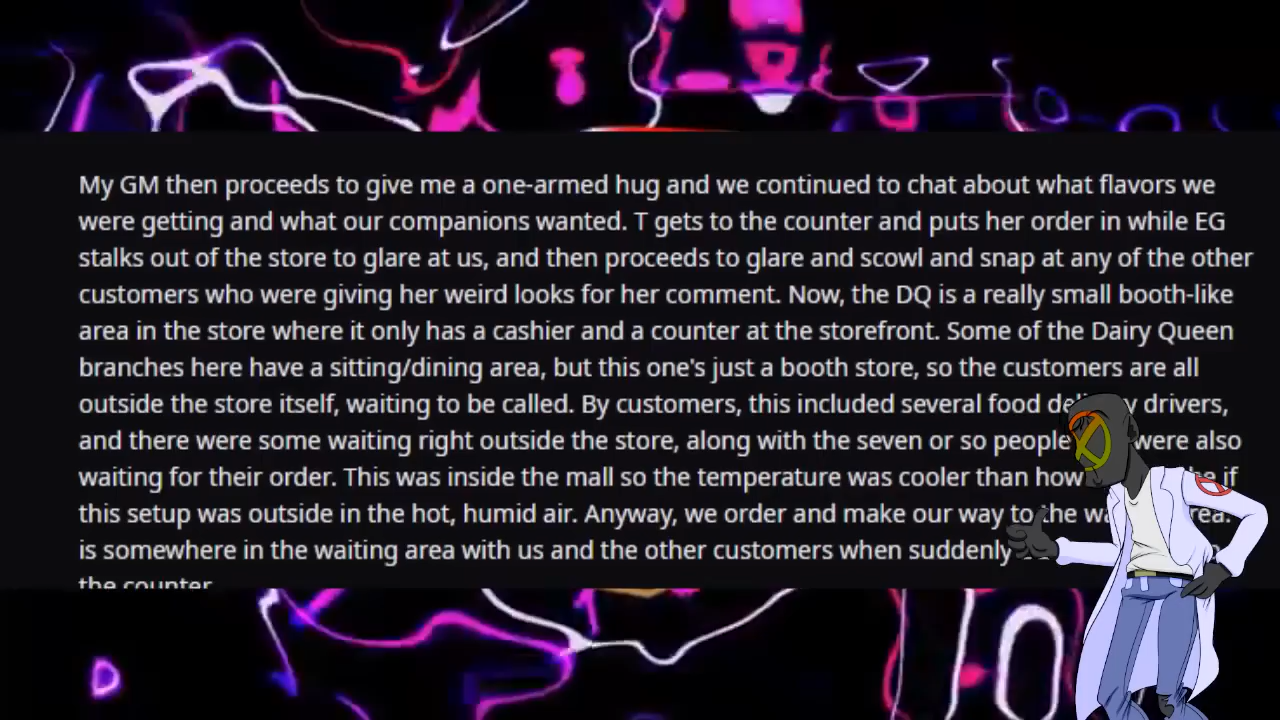 My GM then proceeds to give me a one-armed hug and we continued to chat about what flavors we
were getting and what our companions wanted. T gets to the counter and puts her order in while EG
stalks out of the store to glare at us, and then proceeds to glare and scowl and snap at any of the other
customers who were giving her weird looks for her comment. Now, the DQ is a really small booth-like
area in the store where it only has a cashier and a counter at the storefront. Some of the Dairy Queen
branches here have a sitting/dining area, but this one's just a booth store, so the customers are all
outside the store itself, waiting to be called. By customers, this included several food drivers,
and there were some waiting right outside the store, along with the seven or so people were also
waiting for their order. This was inside the mall so the temperature was cooler than how if
this setup was outside in the hot, humid air. Anyway, we order and make our way to the
is somewhere in the waiting area with us and the other customers when suddenly
the counter